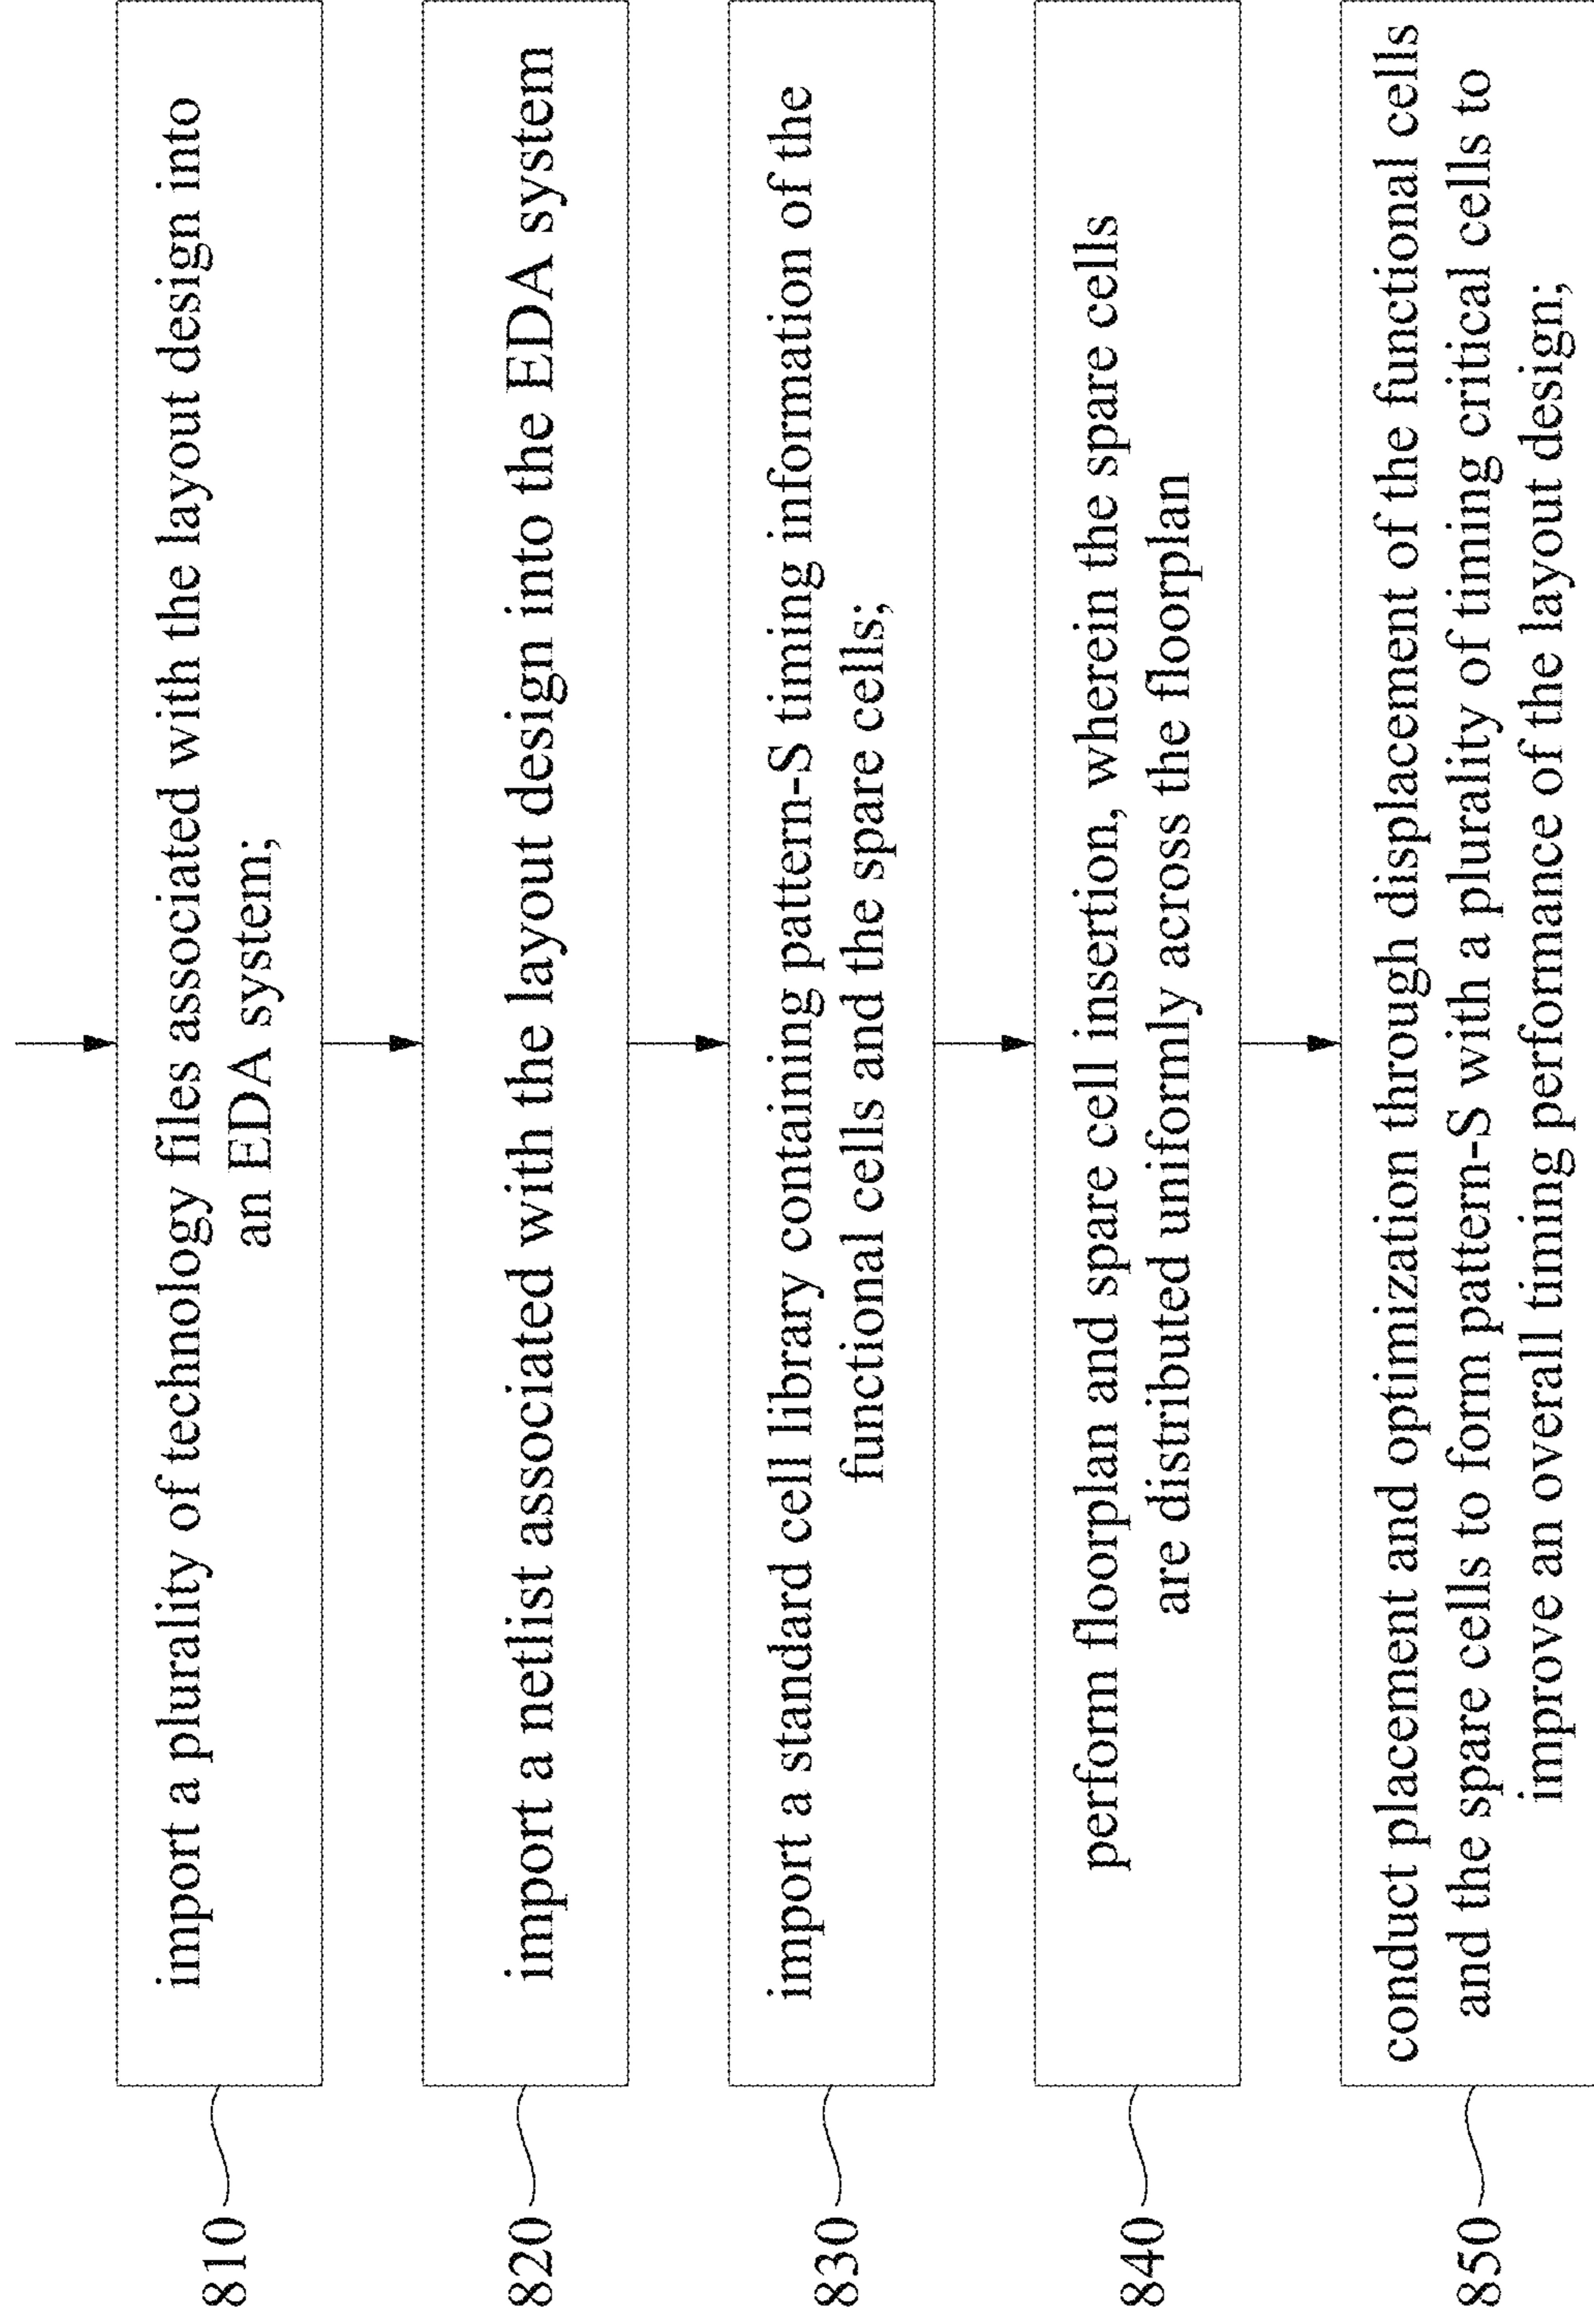 810
import a plurality of technology files associated with the layout design into
an EDA system;
820
import a netlist associated with the layout design into the EDA system
830
import a standard cell library containing pattern-S timing information of the
functional cells and the spare cells;
840
perform floorplan and spare cell insertion, wherein the spare cells
are distributed uniformly across the floorplan
850
conduct placement and optimization through displacement of the functional cells
and the spare cells to form pattern-S with a plurality of timing critical cells to
improve an overall timing performance of the layout design;